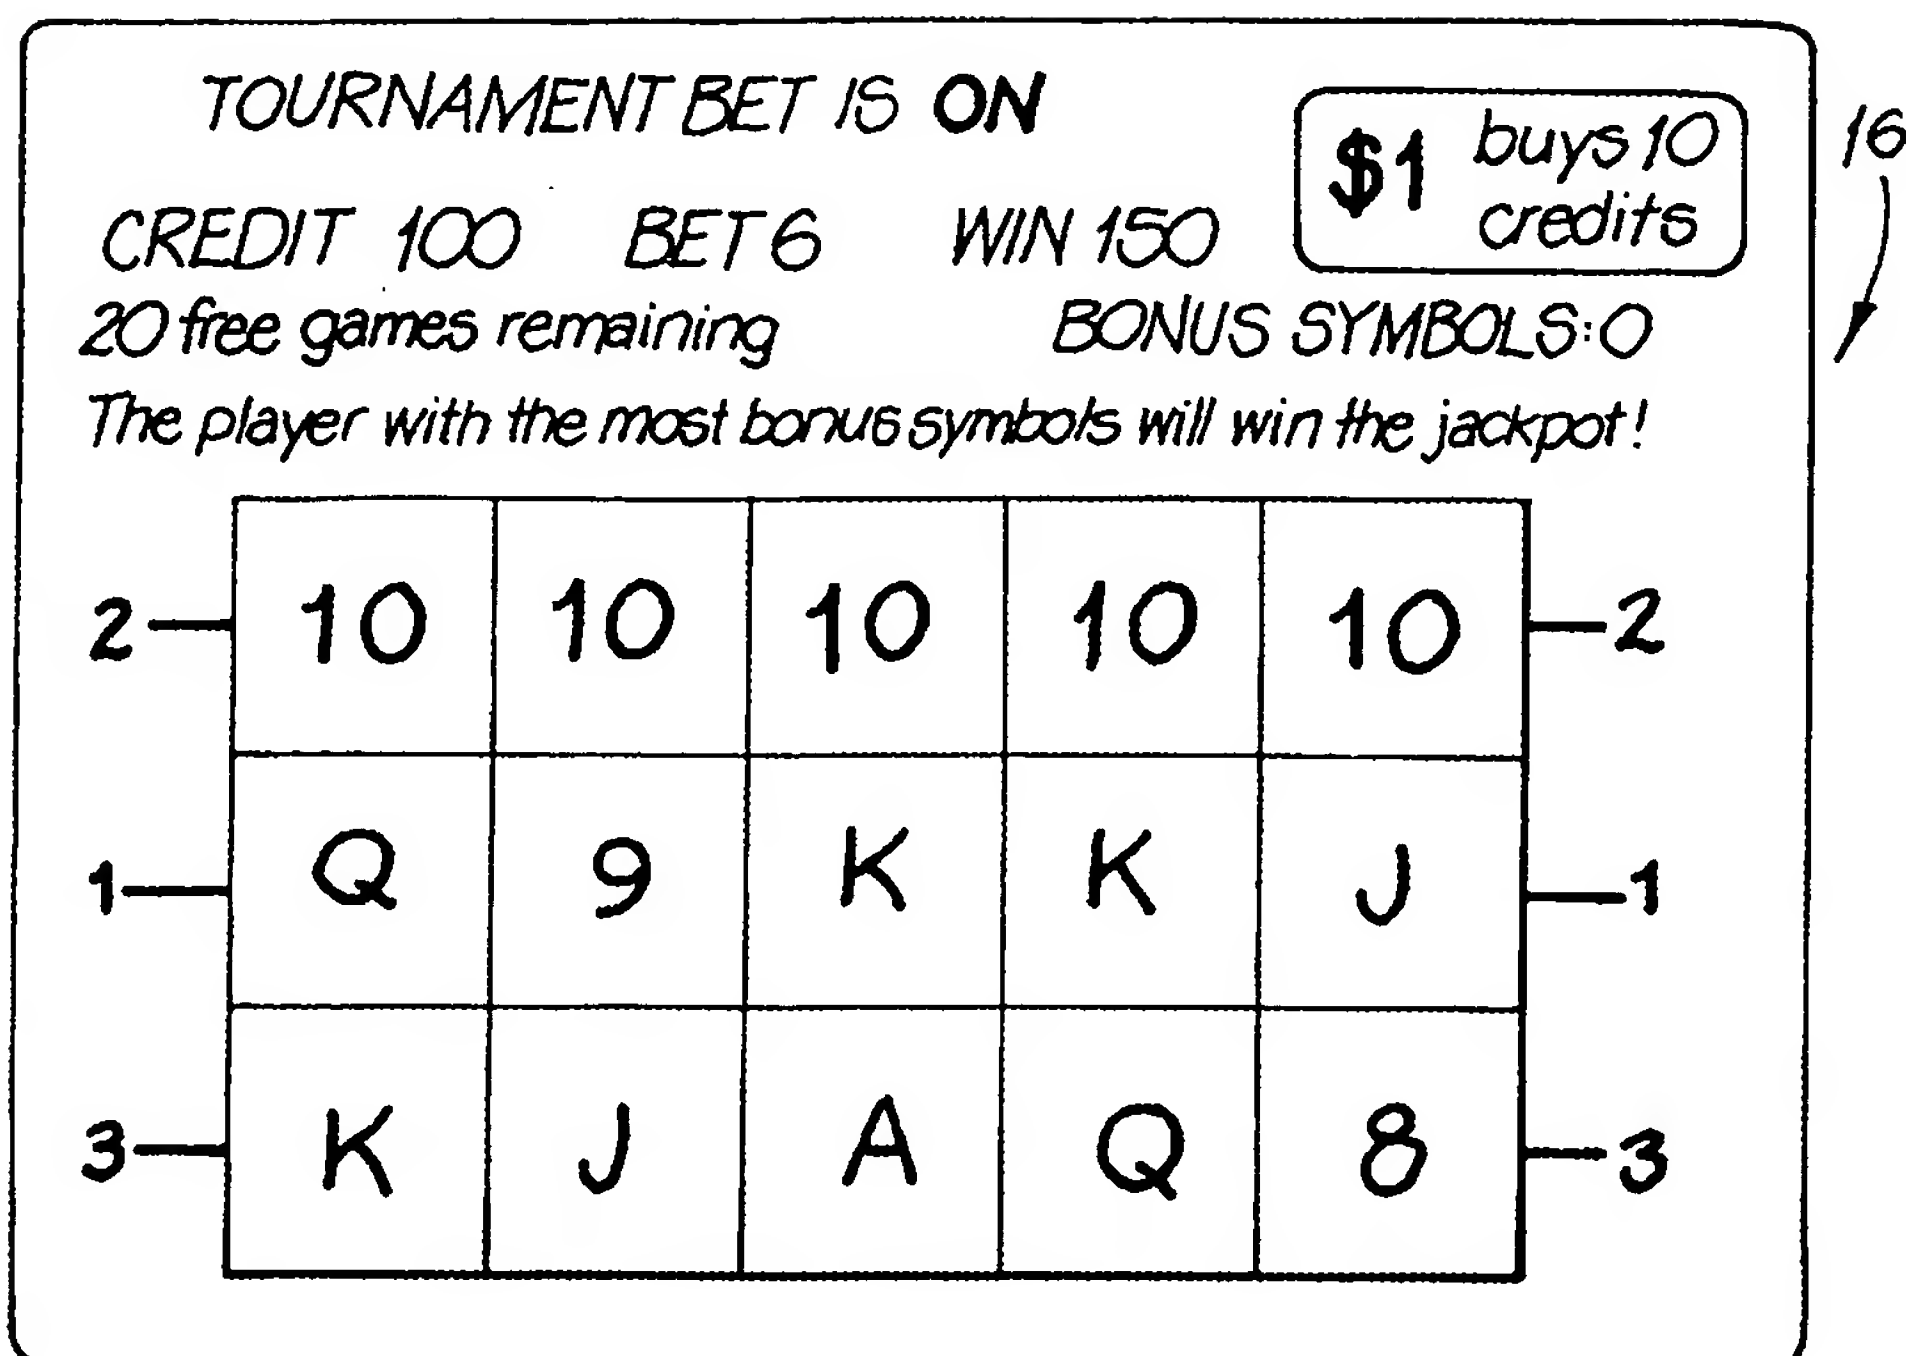 TOURNAMENT BET IS ON
$1 buys 10
credits
16
CREDIT 100 BET 6 WIN 150
20 free games remaining BONUS SYMBOLS:0
The player with the most bonus symbols will win the jackpot!
2 10 10 10 10 10 2
1 Q 9 K K J 1
3 K J A Q 8 3